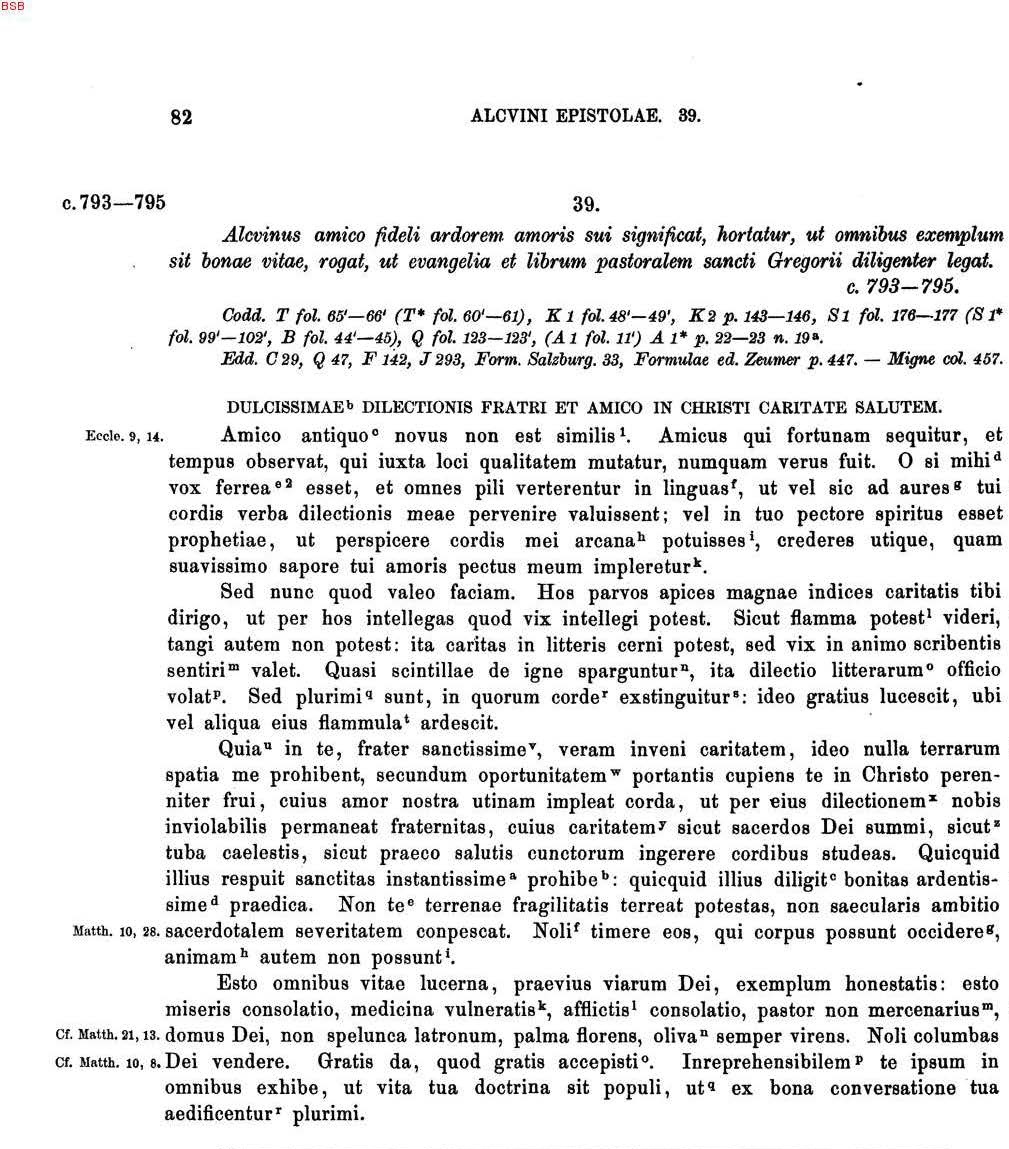 BSB
82 ALCVINI EPISTOLAE. 39.
c. 793—795 39.
Alcvinus amico fideli ardorem amoris sui significat, hortatur, ut omnibus exemplum
sit bonae vitae, rogat, ut evangelia et librum pastoralem sancti Gregorii diligenter legat.
c. 793—795.
Codd. T fol. 65'—66' (T* fol. 60'—61), K 1 fol. 48'—49', K 2 p. 143—146, S 1 fol. 176—177 (S 1*
fol. 99'—102', B fol. 44'—45), Q fol. 123—123', (A 1 fol. 11') A 1* p. 22—23 n. 19ᵃ.
Edd. C 29, Q 47, F 142, J 293, Form. Salzburg. 33, Formulae ed. Zeumer p. 447. — Migne col. 457.
DULCISSIMAEᵇ DILECTIONIS FRATRI ET AMICO IN CHRISTI CARITATE SALUTEM.
Eccle. 9, 14. Amico antiquoᶜ novus non est similis¹. Amicus qui fortunam sequitur, et
tempus observat, qui iuxta loci qualitatem mutatur, numquam verus fuit. O si mihiᵈ
vox ferreaᵉ² esset, et omnes pili verterentur in linguasᶠ, ut vel sic ad auresᵍ tui
cordis verba dilectionis meae pervenire valuissent; vel in tuo pectore spiritus esset
prophetiae, ut perspicere cordis mei arcanaʰ potuissesⁱ, crederes utique, quam
suavissimo sapore tui amoris pectus meum impleretурᵏ.
Sed nunc quod valeo faciam. Hos parvos apices magnae indices caritatis tibi
dirigo, ut per hos intellegas quod vix intellegi potest. Sicut flamma potestˡ videri,
tangi autem non potest: ita caritas in litteris cerni potest, sed vix in animo scribentis
sentiriᵐ valet. Quasi scintillae de igne spargunturⁿ, ita dilectio litterarumᵒ officio
volatᵖ. Sed plurimi<sup>q</sup> sunt, in quorum cordeʳ exstinguiturˢ: ideo gratius lucescit, ubi
vel aliqua eius flammulaᵗ ardescit.
Quiaᵘ in te, frater sanctissimeᵛ, veram inveni caritatem, ideo nulla terrarum
spatia me prohibent, secundum oportunitatemʷ portantis cupiens te in Christo peren-
niter frui, cuius amor nostra utinam impleat corda, ut per eius dilectionemˣ nobis
inviolabilis permaneat fraternitas, cuius caritatemʸ sicut sacerdos Dei summi, sicutᶻ
tuba caelestis, sicut praeco salutis cunctorum ingerere cordibus studeas. Quicquid
illius respuit sanctitas instantissimeᵃ prohibeᵇ: quicquid illius diligitᶜ bonitas ardentis-
simeᵈ praedica. Non teᵉ terrenae fragilitatis terreat potestas, non saecularis ambitio
Matth. 10, 28. sacerdotalem severitatem conpescat. Noliᶠ timere eos, qui corpus possunt occidereᵍ,
animamʰ autem non possuntⁱ.
Esto omnibus vitae lucerna, praevius viarum Dei, exemplum honestatis: esto
miseris consolatio, medicina vulneratisᵏ, afflictisˡ consolatio, pastor non mercenariusᵐ,
Cf. Matth. 21, 13. domus Dei, non spelunca latronum, palma florens, olivaⁿ semper virens. Noli columbas
Cf. Matth. 10, 8. Dei vendere. Gratis da, quod gratis accepistiᵒ. Inreprehensibilemᵖ te ipsum in
omnibus exhibe, ut vita tua doctrina sit populi, ut<sup>q</sup> ex bona conversatione tua
aedificenturʳ plurimi.